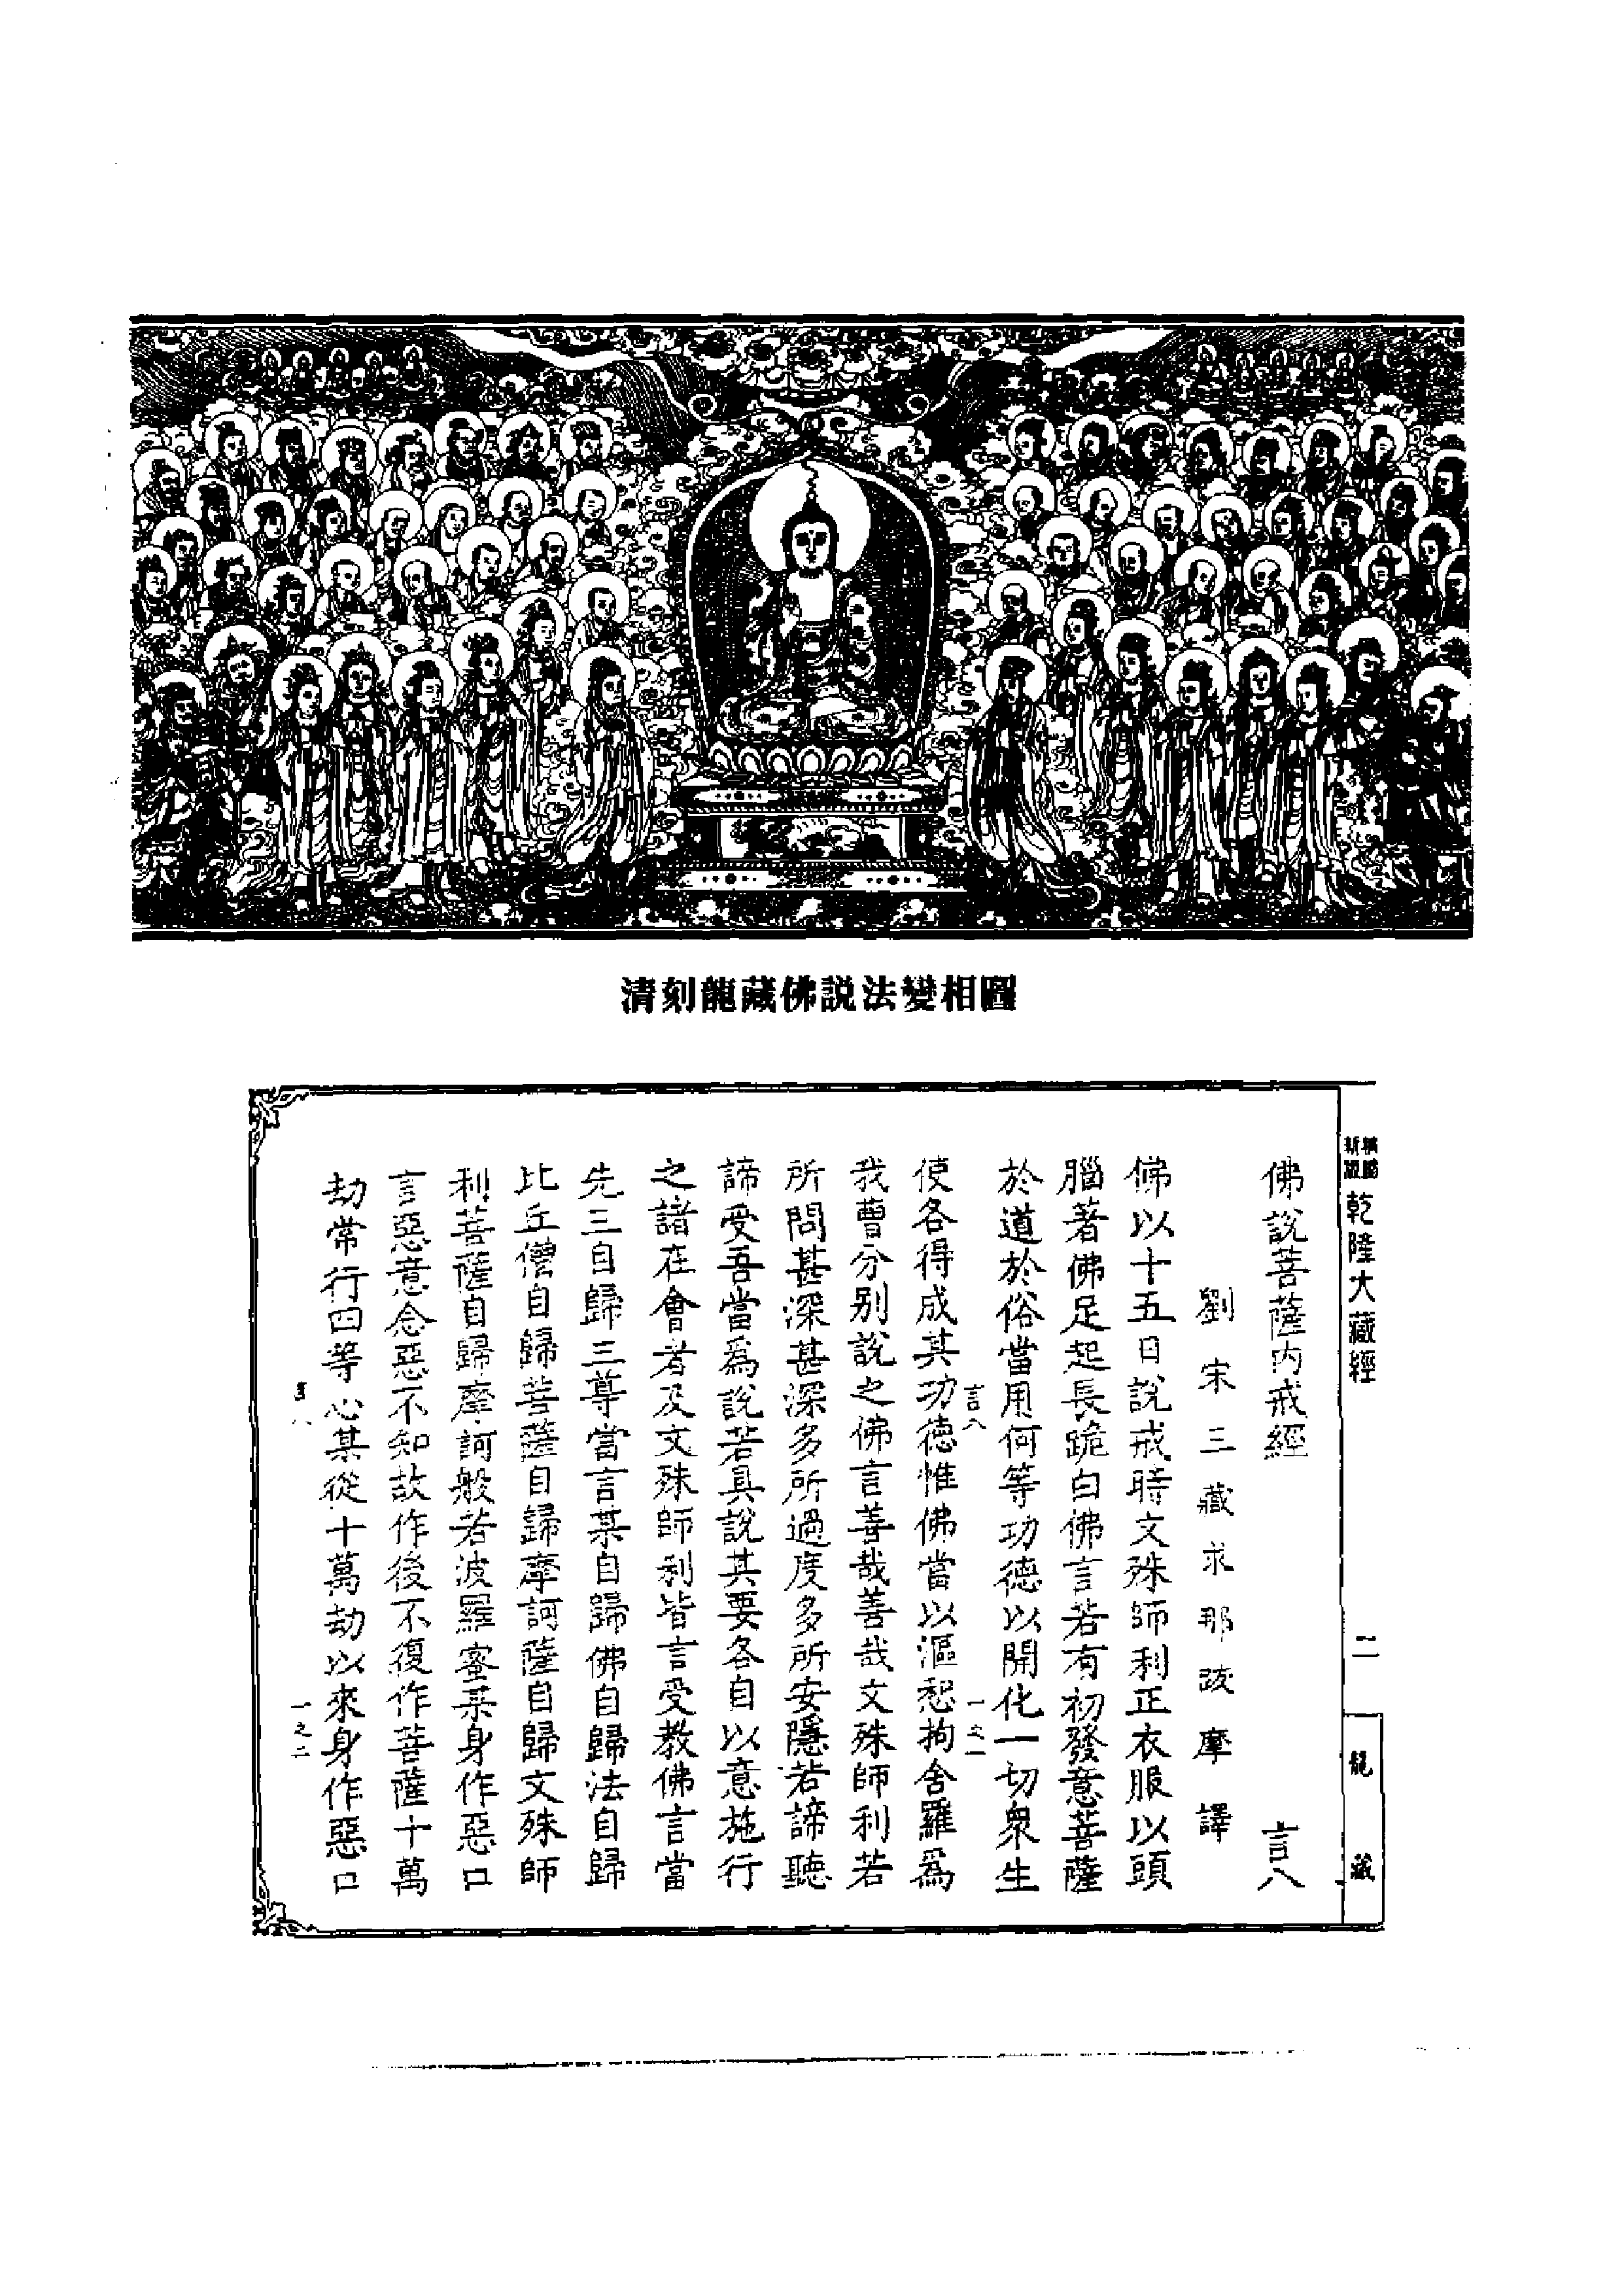 清刻龍藏佛説法變相圖
新編縮版
乾隆大藏經
二
龍藏
佛說菩薩內戒經 言八
劉宋三藏求那跋摩譯
佛以十五日說戒時文殊師利正衣服以頭
腦著佛足起長跪白佛言若有初發意菩薩
於道於俗當用何等功德以開化一切衆生
言八 一之一
使各得成其功德惟佛當以漚惒拘舍羅爲
我曹分別說之佛言善哉善哉文殊師利若
所問甚深甚深多所過度多所安隱若諦聽
諦受吾當爲說若具說其要各自以意施行
之諸在會者及文殊師利皆言受教佛言當
先三自歸三尊當言某自歸佛自歸法自歸
比丘僧自歸菩薩自歸摩訶薩自歸文殊師
利菩薩自歸摩訶般若波羅蜜某身作惡口
言惡意念惡不知故作後不復作菩薩十萬
劫常行四等心某從十萬劫以來身作惡口
言八 一之二